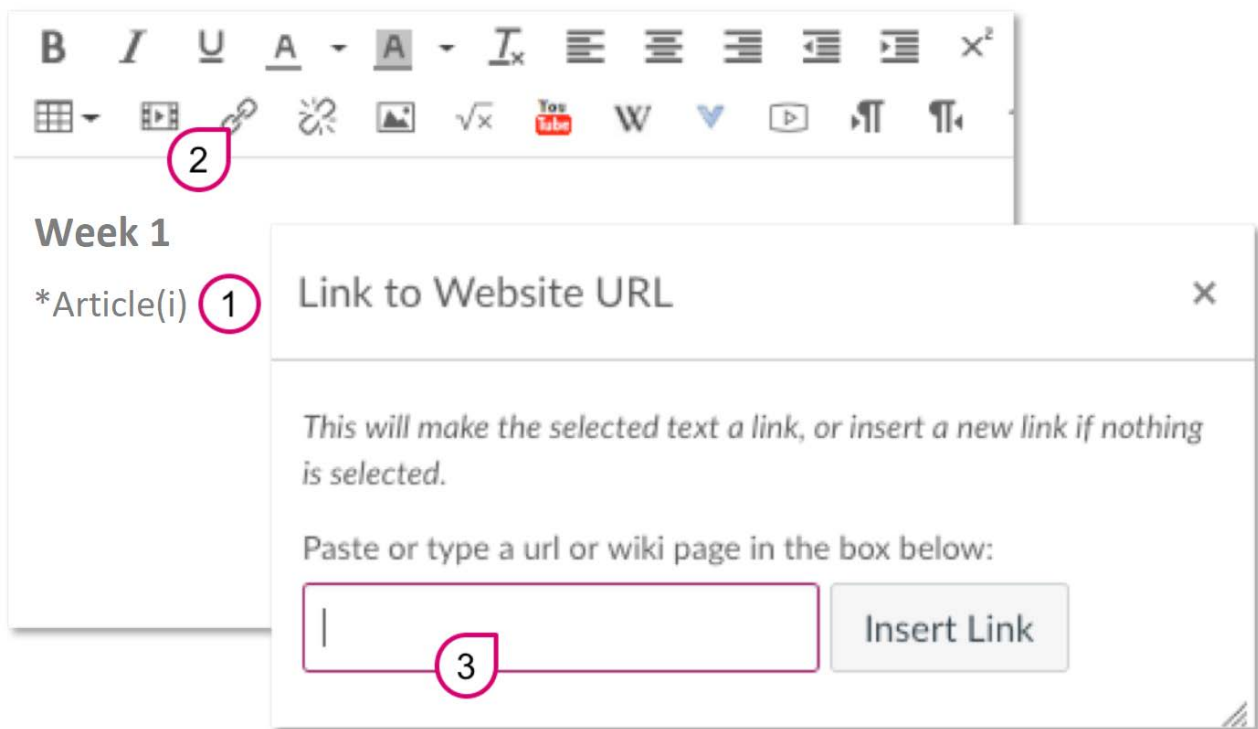 B I U A A Tx x²
√x You Tube W
2
Week 1
*Article(i) 1
Link to Website URL ×
This will make the selected text a link, or insert a new link if nothing
is selected.
Paste or type a url or wiki page in the box below:
Insert Link
3